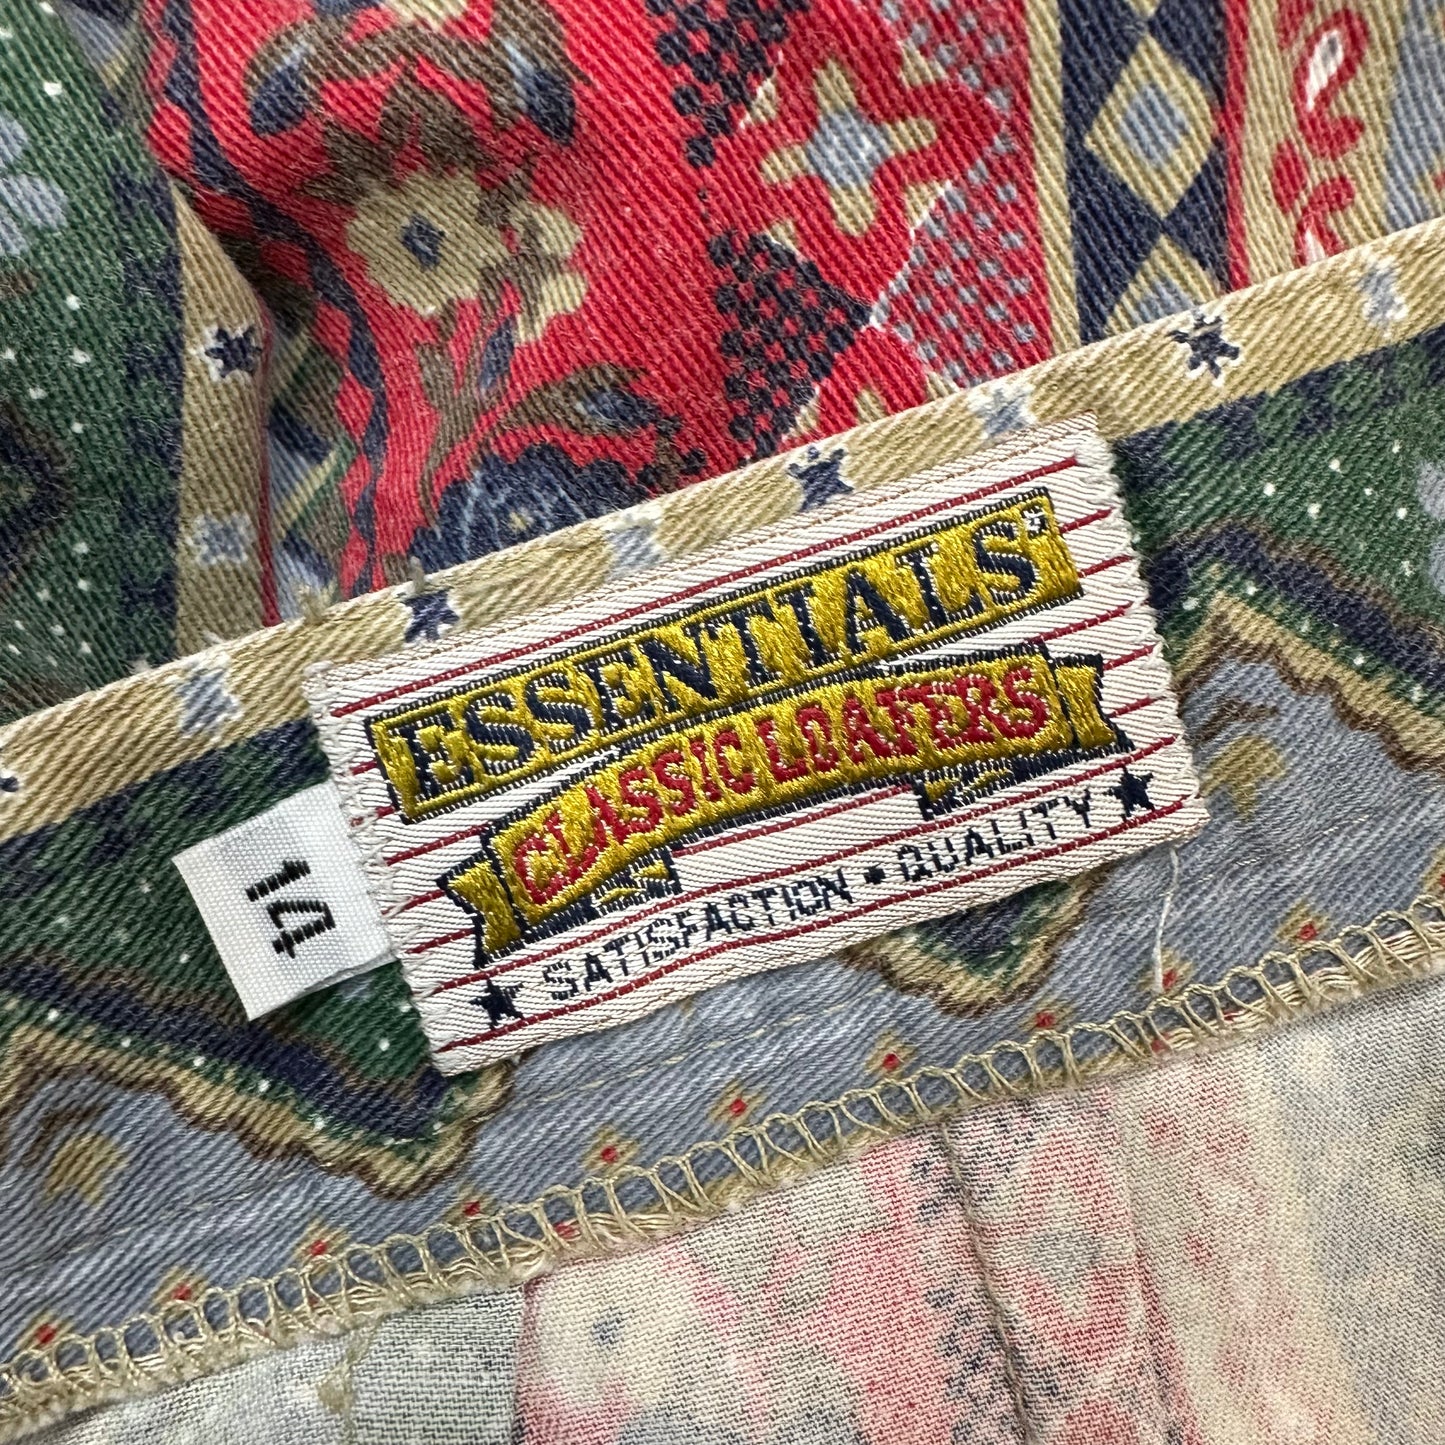 ESSENTIALS'
CLASSIC LOAFERS
SATISFACTION • QUALITY
14